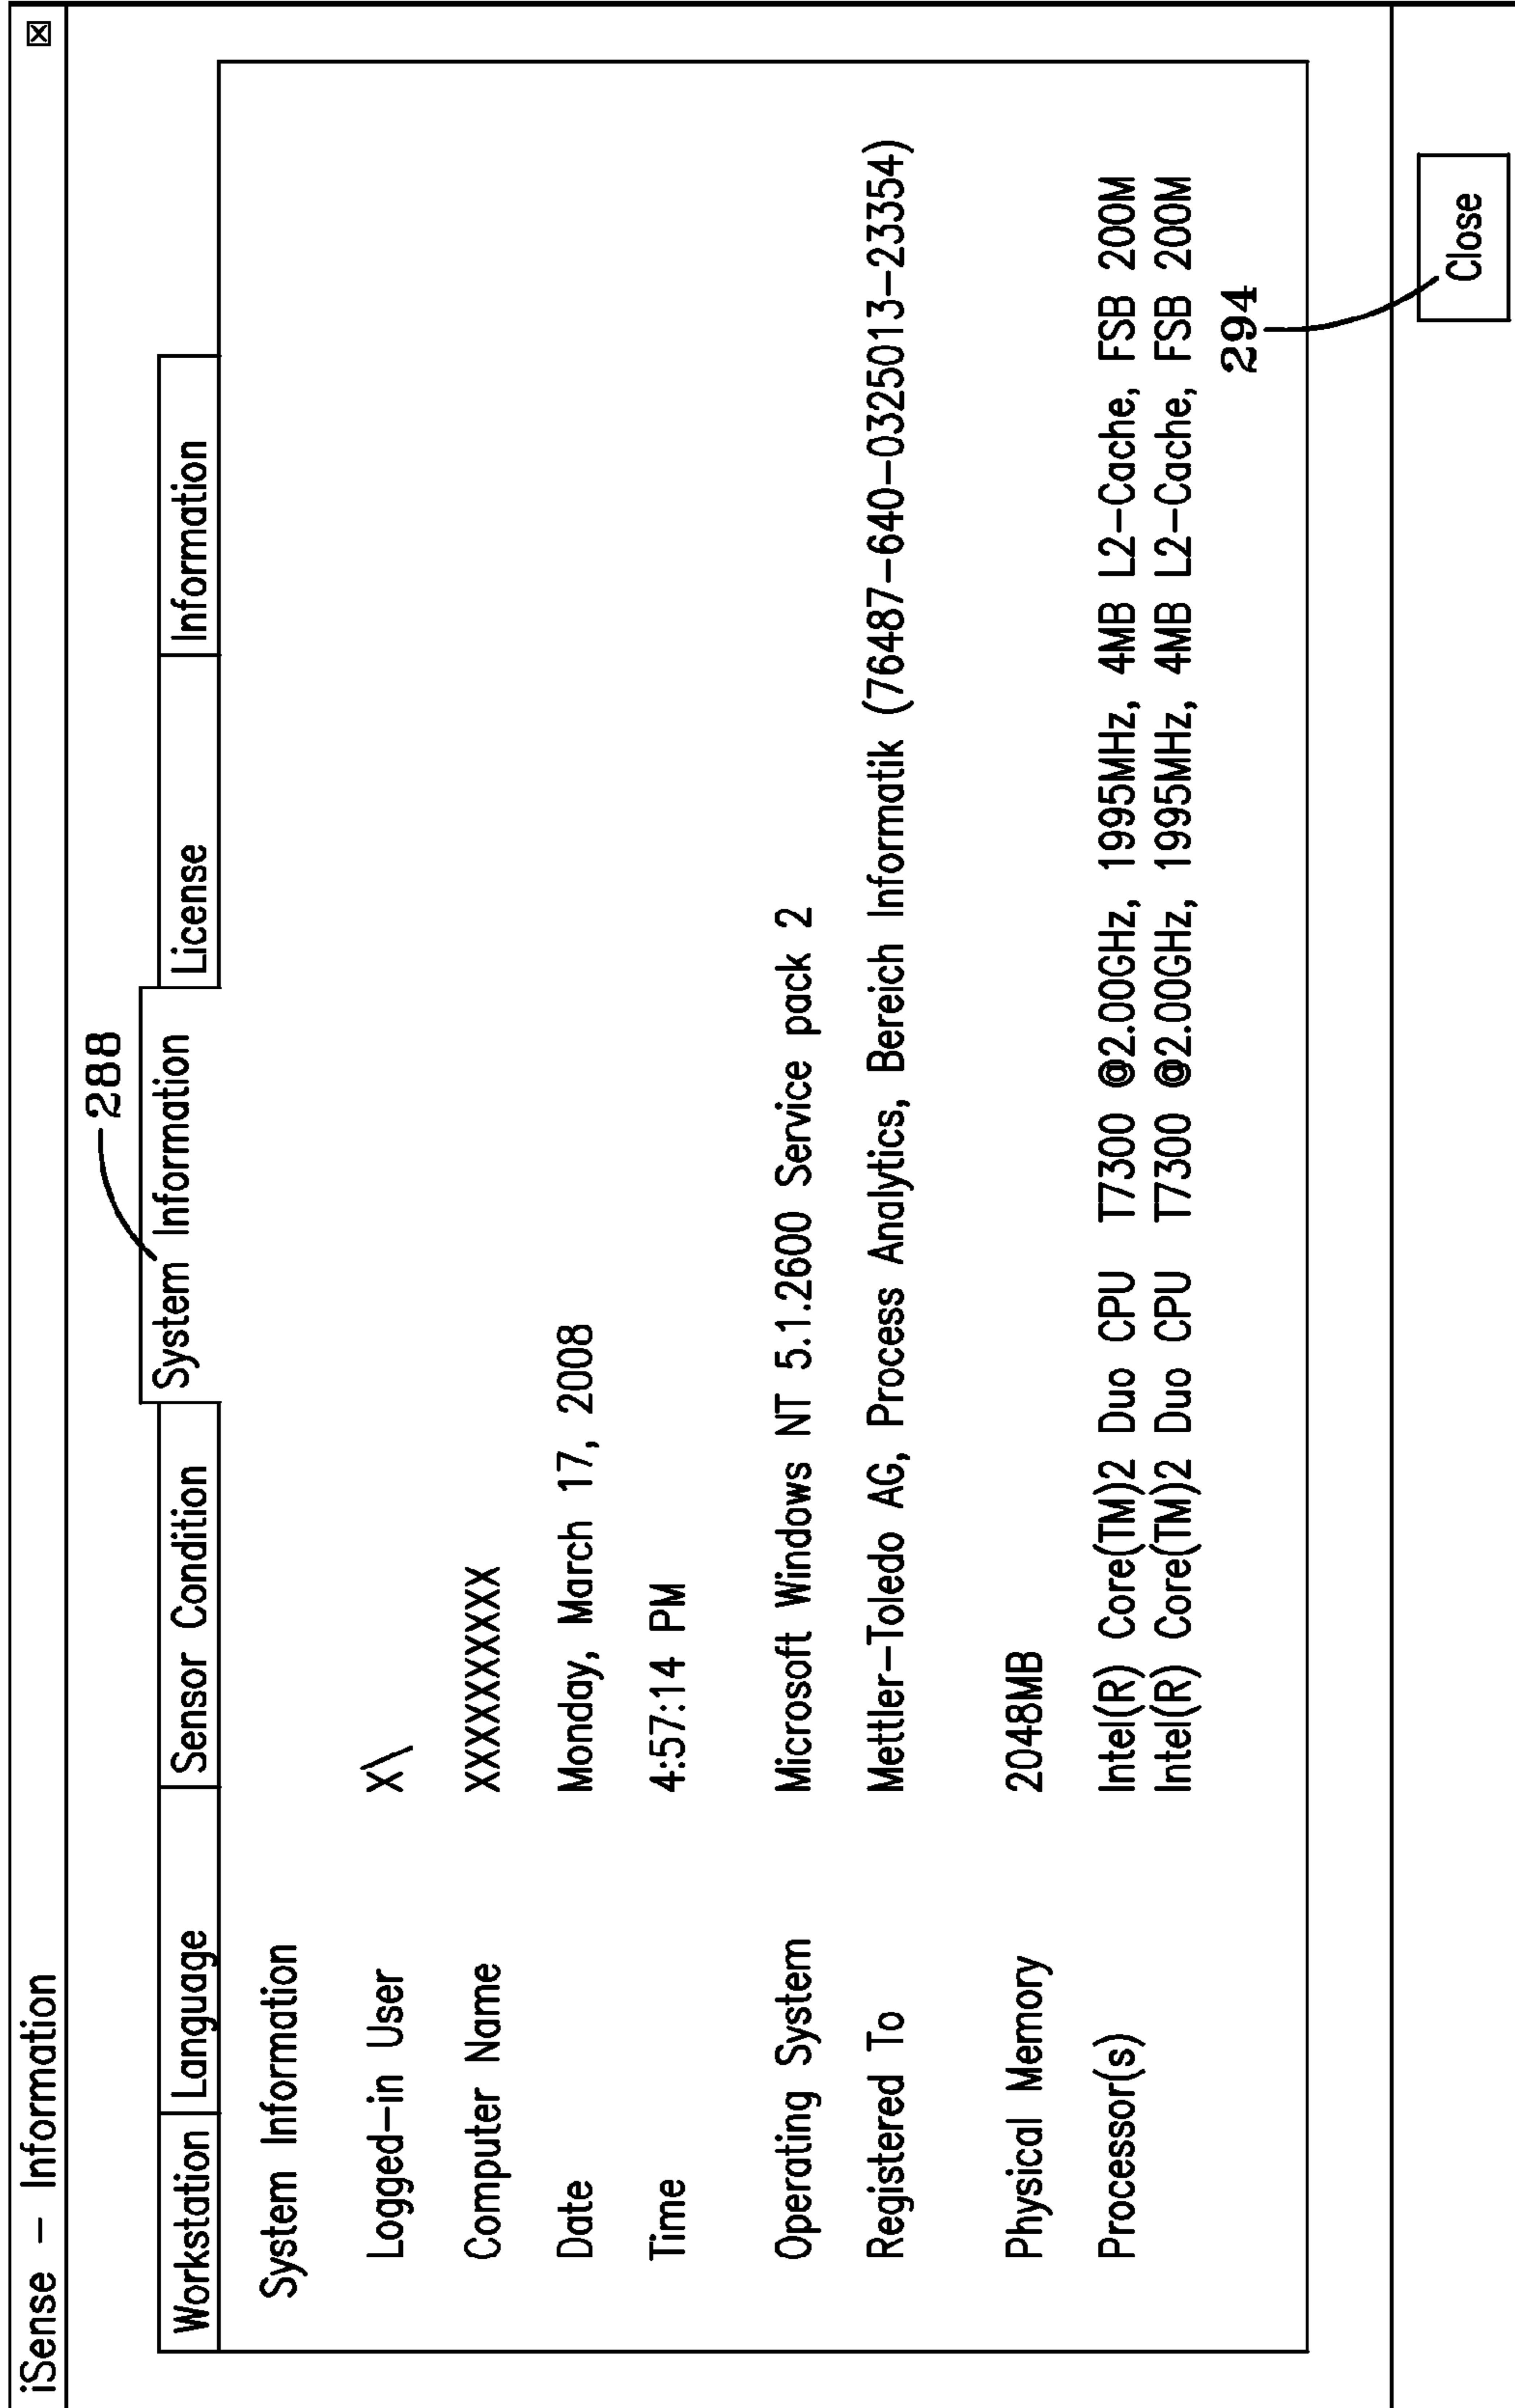 iSense – Information
288
Workstation Language Sensor Condition System Information License Information
System Information
Logged–in User X\
Computer Name XXXXXXXXXX
Date Monday, March 17, 2008
Time 4:57:14 PM
Operating System Microsoft Windows NT 5.1.2600 Service pack 2
Registered To Mettler–Toledo AG, Process Analytics, Bereich Informatik (76487–640–0325013–23354)
Physical Memory 2048MB
Processor(s) Intel(R) Core(TM)2 Duo CPU T7300 @2.00GHz, 1995MHz, 4MB L2–Cache, FSB 200M
Intel(R) Core(TM)2 Duo CPU T7300 @2.00GHz, 1995MHz, 4MB L2–Cache, FSB 200M
294
Close